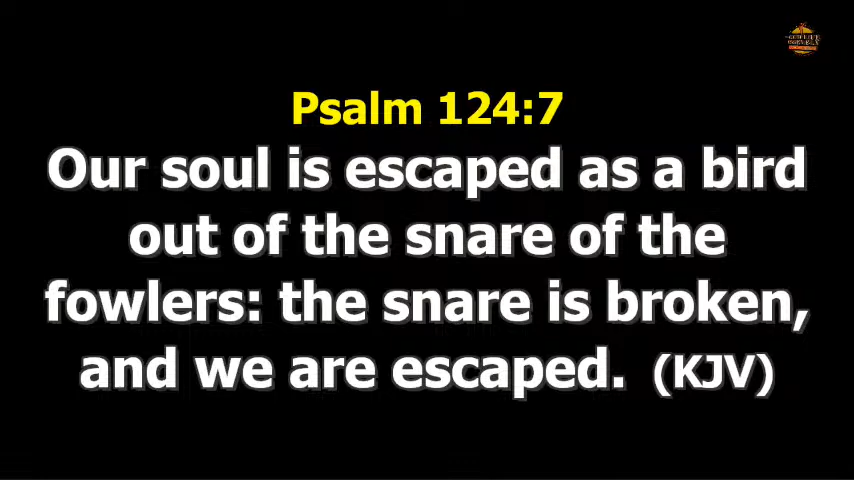 Psalm 124:7
Our soul is escaped as a bird
out of the snare of the
fowlers: the snare is broken,
and we are escaped. (KJV)